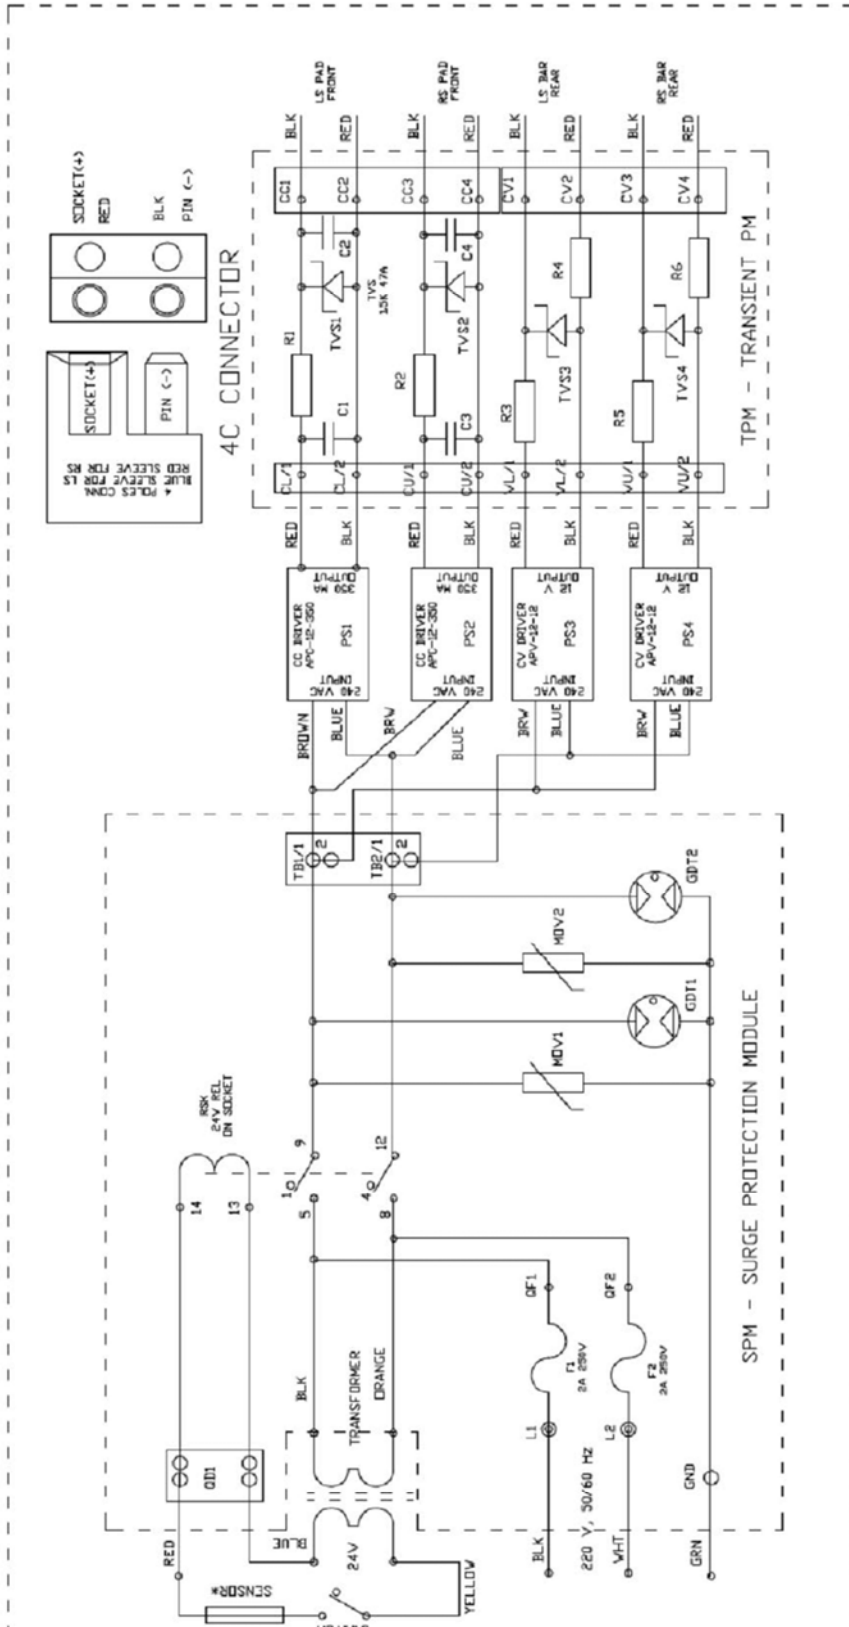 LS PAD
FRONT
RS PAD
FRONT
LS BAR
REAR
RS BAR
REAR
BLK
RED
BLK
RED
BLK
RED
BLK
RED
SOCKET(+)
RED
BLK
PIN (-)
CC1
CC2
CC3
CC4
CV1
CV2
CV3
CV4
4C CONNECTOR
SOCKET(+)
PIN (-)
4 POLES CONN.
BLUE SLEEVE FOR LS
RED SLEEVE FOR RS
C2
C4
R4
R6
TVS
15K 47A
TVS1
TVS2
TVS3
TVS4
R1
R2
R3
R5
C1
C3
TPM - TRANSIENT PM
CL/1
CL/2
CU/1
CU/2
VL/1
VL/2
VU/1
VU/2
RED
BLK
RED
BLK
RED
BLK
RED
BLK
350 MA
OUTPUT
CC DRIVER
APC-12-350
PS1
240 VAC
INPUT
350 MA
OUTPUT
CC DRIVER
APC-12-350
PS2
240 VAC
INPUT
12 V
OUTPUT
CV DRIVER
APV-12-12
PS3
240 VAC
INPUT
12 V
OUTPUT
CV DRIVER
APV-12-12
PS4
240 VAC
INPUT
BROWN
BLUE
BRW
BLUE
BRW
BLUE
BRW
BLUE
TB1/1
2
TB2/1
2
GDT2
MOV2
GDT1
MOV1
SPM - SURGE PROTECTION MODULE
RSK
24V REL
ON SOCKET
14
13
9
12
1
4
5
8
QF1
QF2
F1
2A 250V
F2
2A 250V
BLK
TRANSFORMER
ORANGE
L1
L2
QD1
GND
220 V, 50/60 HZ
RED
BLUE
24V
BLK
WHT
GRN
SENSOR*
YELLOW